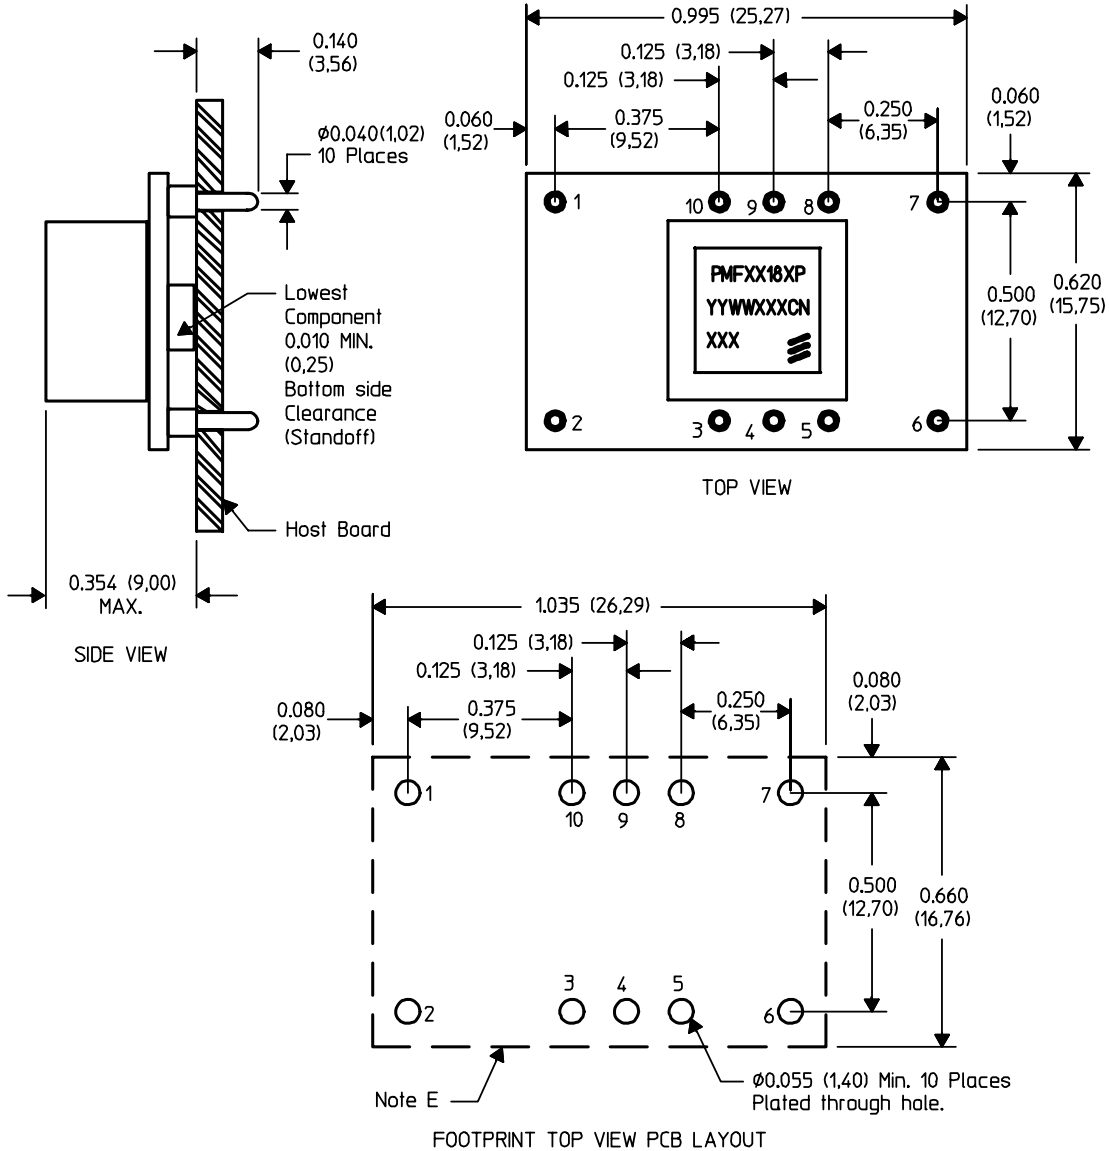 0.140
(3,56)
Ø0.040(1,02)
10 Places
Lowest
Component
0.010 MIN.
(0,25)
Bottom side
Clearance
(Standoff)
Host Board
0.354 (9,00)
MAX.
SIDE VIEW
0.995 (25,27)
0.125 (3,18)
0.125 (3,18)
0.060
(1,52)
0.375
(9,52)
0.250
(6,35)
0.060
(1,52)
1
10
9
8
7
PMFXX18XP
YYWWXXXCN
XXX
0.500
(12,70)
0.620
(15,75)
2
3
4
5
6
TOP VIEW
1.035 (26,29)
0.125 (3,18)
0.125 (3,18)
0.080
(2,03)
0.375
(9,52)
0.250
(6,35)
0.080
(2,03)
1
10
9
8
7
0.500
(12,70)
0.660
(16,76)
2
3
4
5
6
Note E
Ø0.055 (1,40) Min. 10 Places
Plated through hole.
FOOTPRINT TOP VIEW PCB LAYOUT